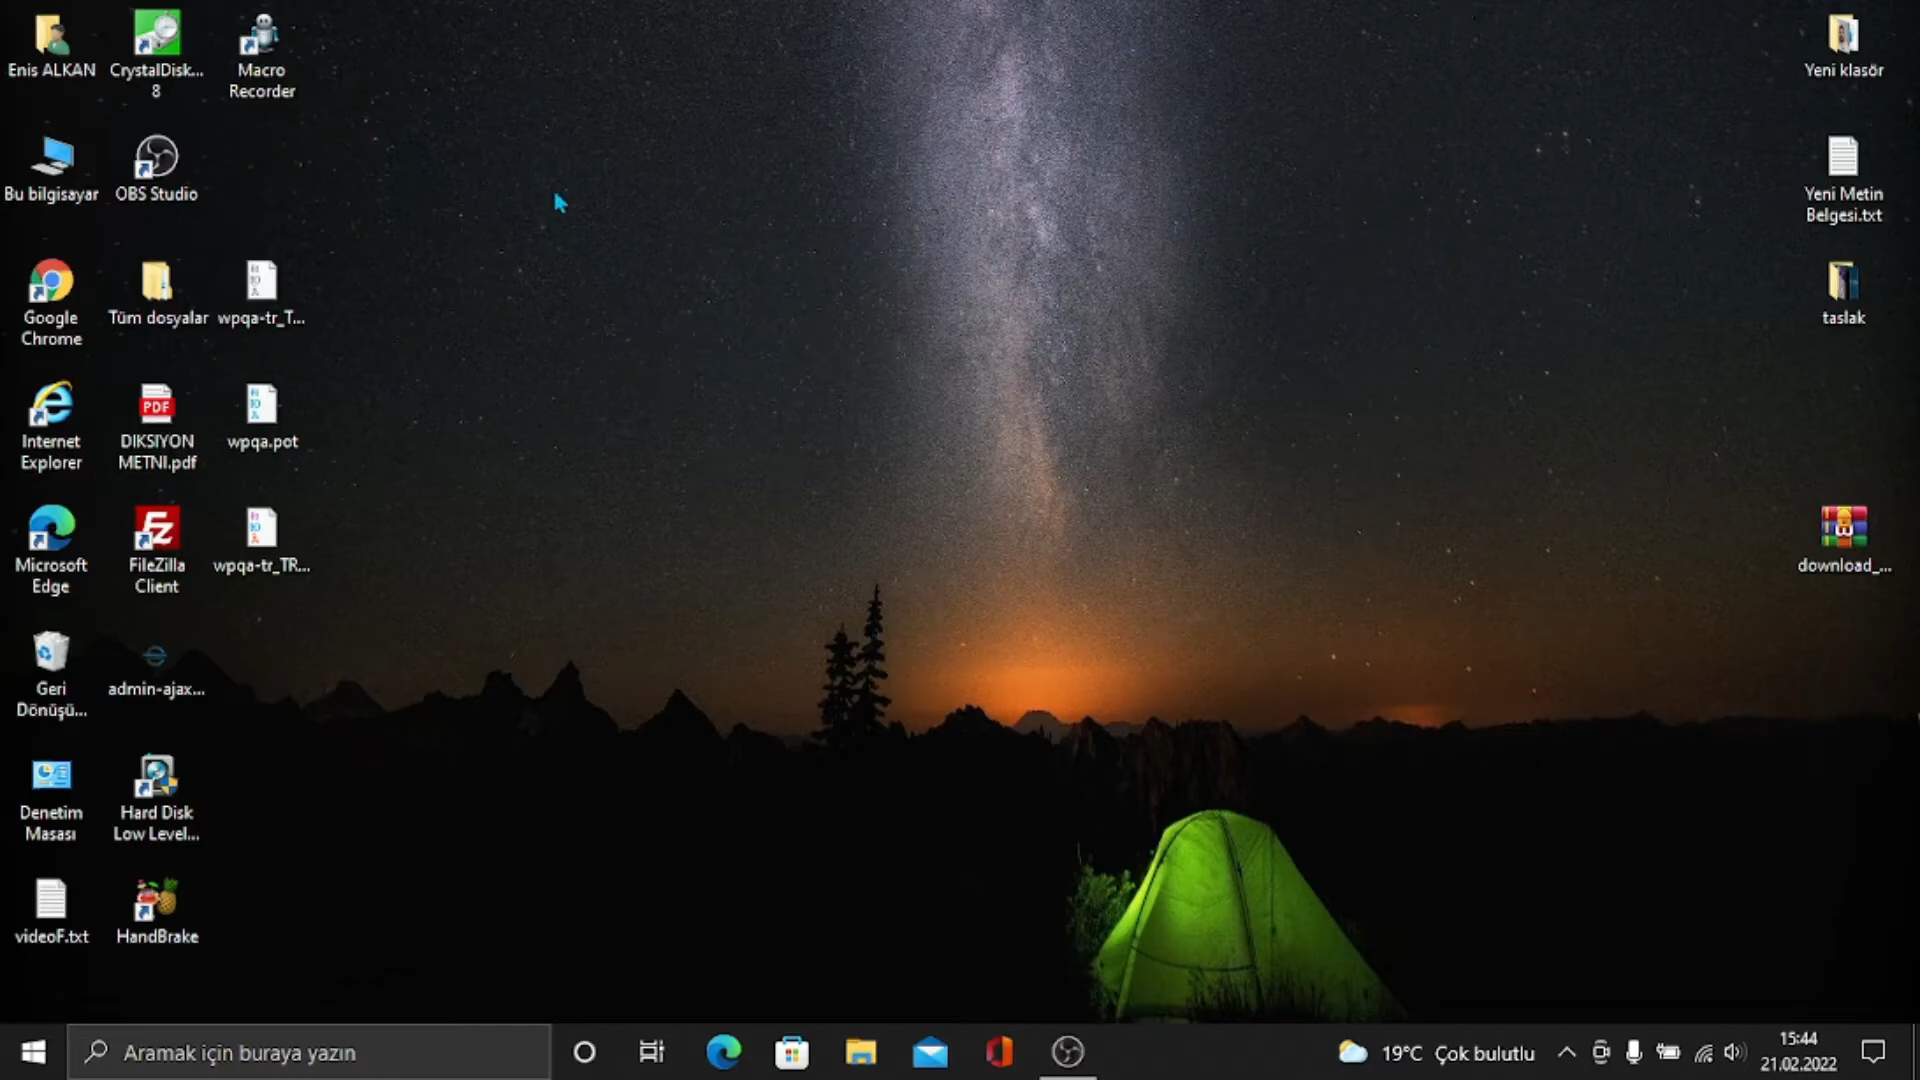 Enis ALKAN
CrystalDisk...
8
Macro
Recorder
Yeni klasör
Bu bilgisayar
OBS Studio
Yeni Metin
Belgesi.txt
Google
Chrome
Tüm dosyalar
wpqa-tr_T...
taslak
Internet
Explorer
PDF
DIKSIYON
METNI.pdf
wpqa.pot
Microsoft
Edge
FileZilla
Client
wpqa-tr_TR...
download_...
Geri
Dönüşü...
admin-ajax...
Denetim
Masası
Hard Disk
Low Level...
videoF.txt
HandBrake
Aramak için buraya yazın
19°C Çok bulutlu
15:44
21.02.2022